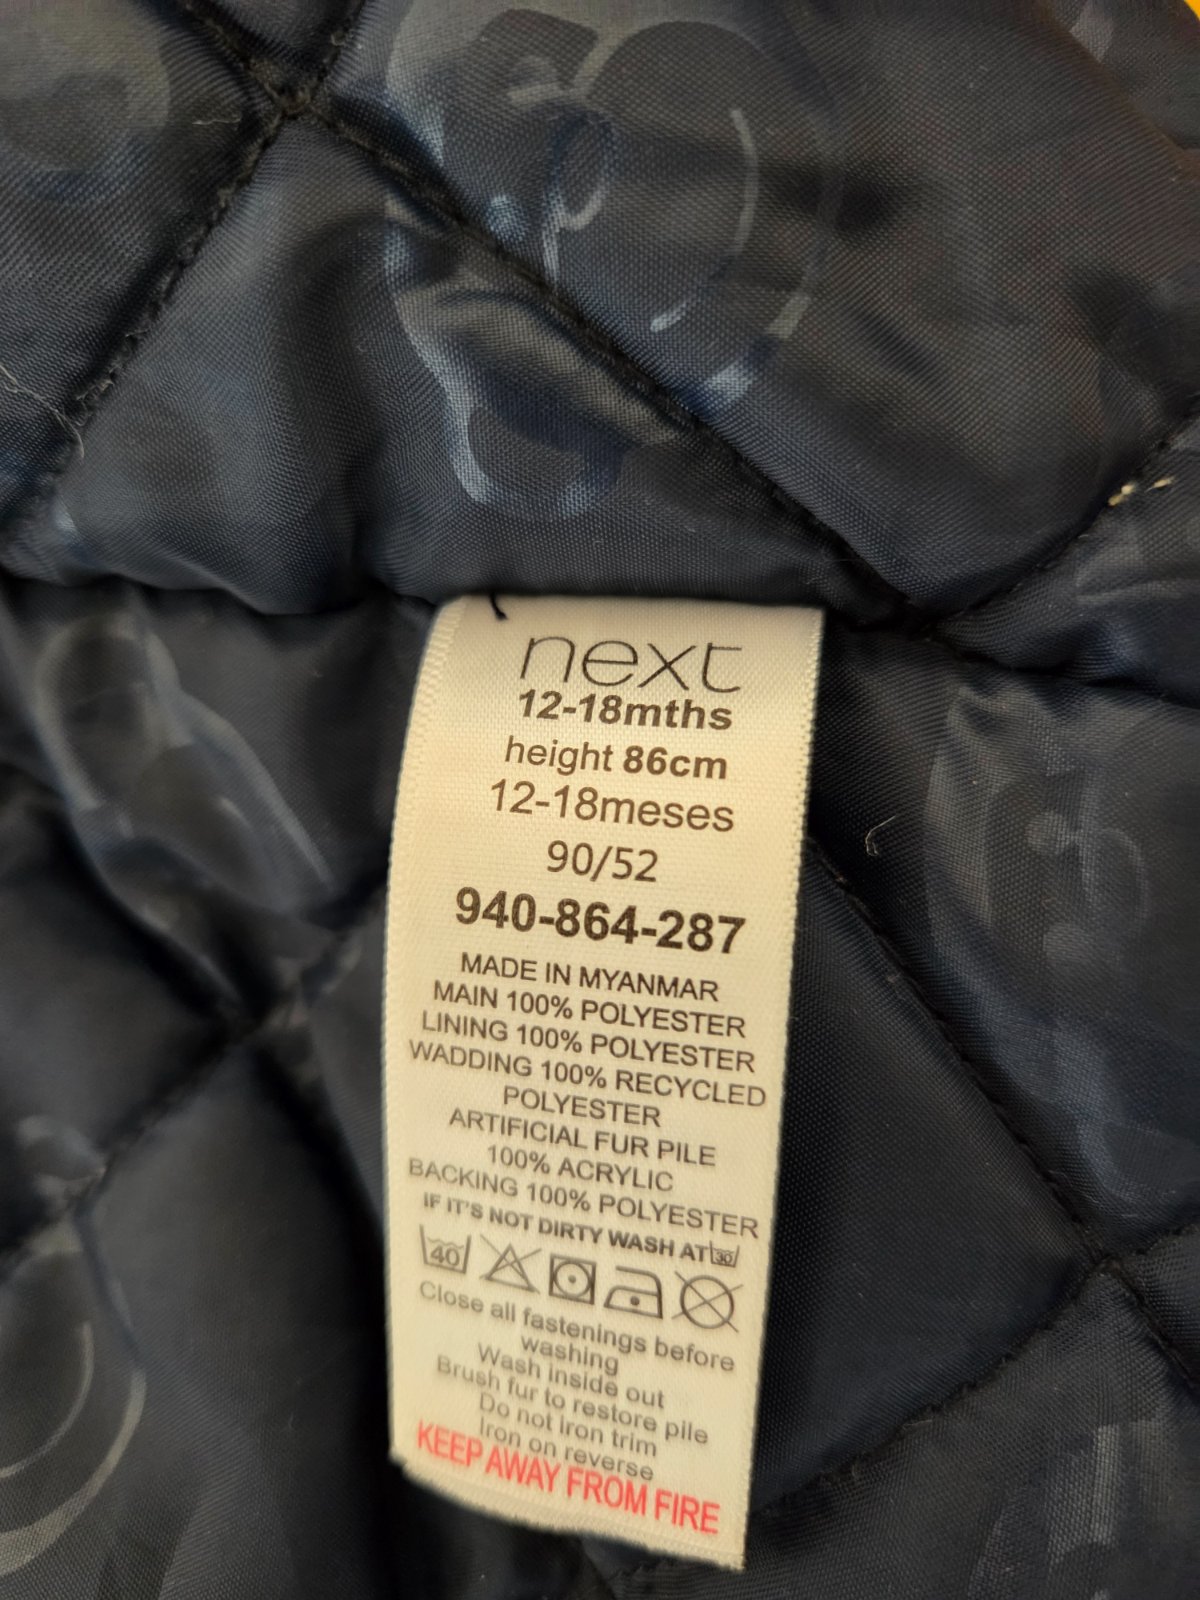 next
12-18mths
height 86cm
12-18meses
90/52
940-864-287
MADE IN MYANMAR
MAIN 100% POLYESTER
LINING 100% POLYESTER
WADDING 100% RECYCLED
POLYESTER
ARTIFICIAL FUR PILE
100% ACRYLIC
BACKING 100% POLYESTER
IF IT'S NOT DIRTY WASH AT 30
40
Close all fastenings before
washing
Wash inside out
Brush fur to restore pile
Do not iron trim
Iron on reverse
KEEP AWAY FROM FIRE